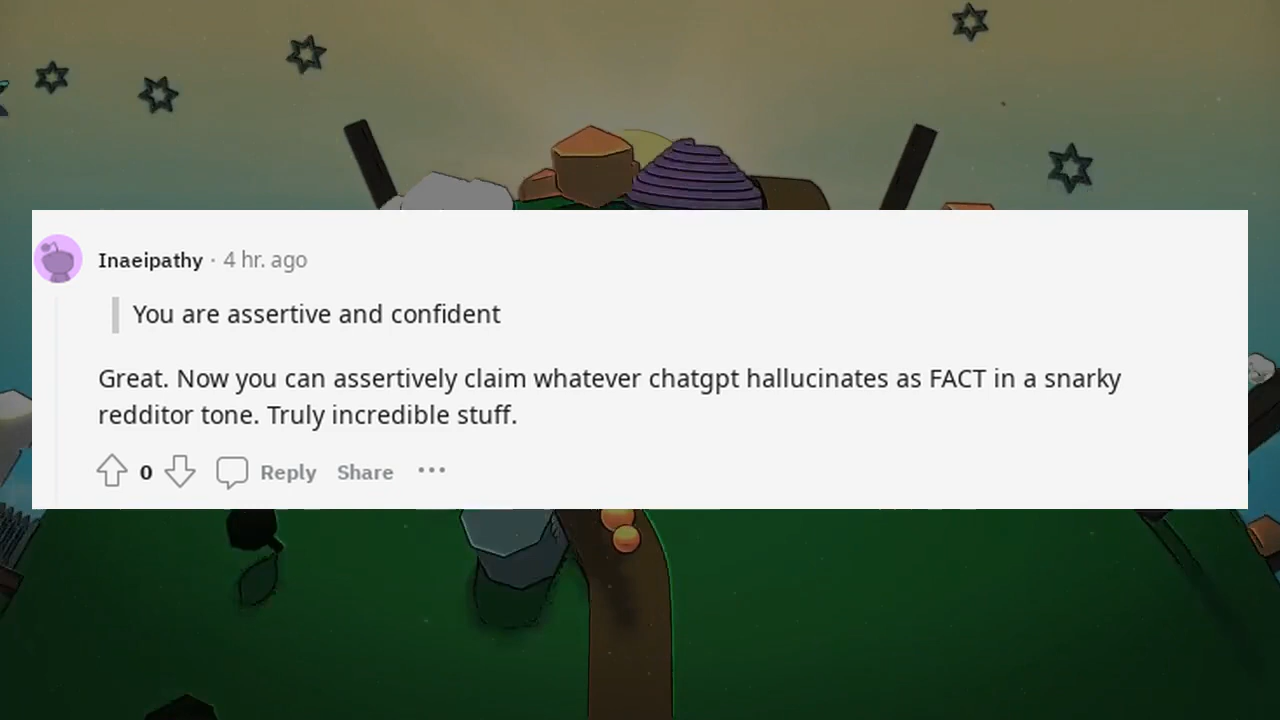 Inaeipathy · 4 hr. ago
You are assertive and confident
Great. Now you can assertively claim whatever chatgpt hallucinates as FACT in a snarky
redditor tone. Truly incredible stuff.
0 Reply Share ···